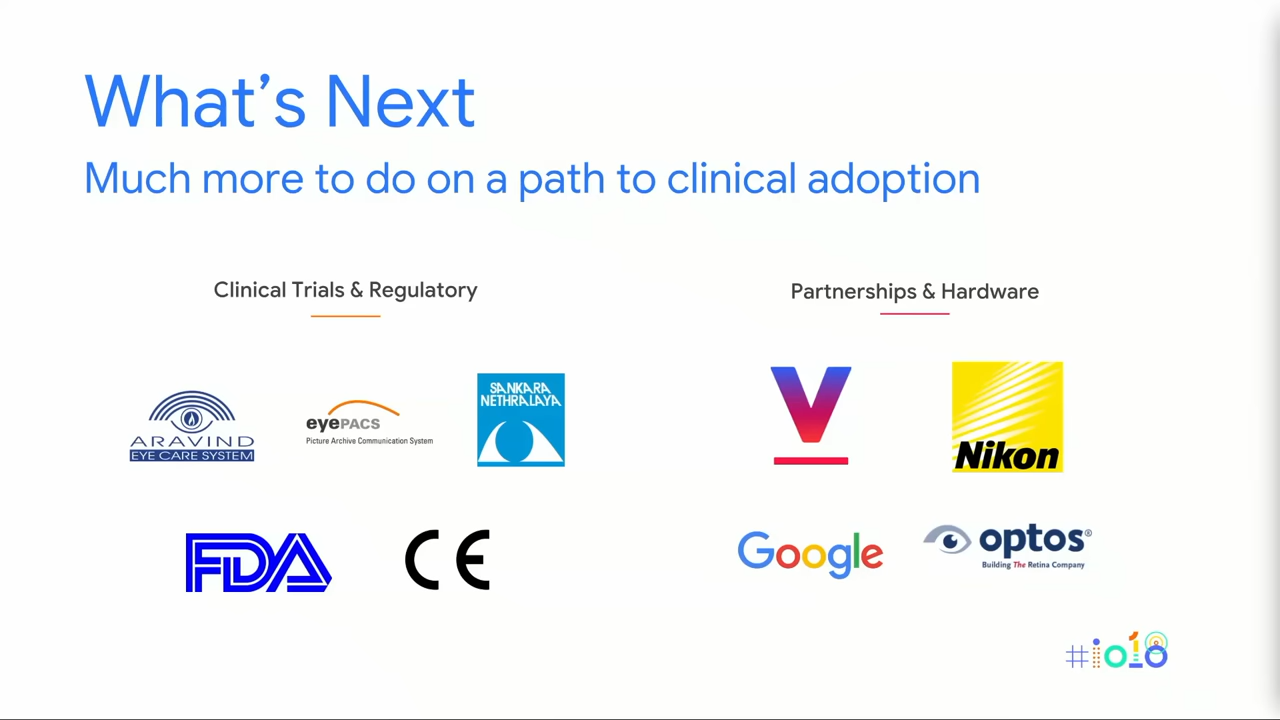 What's Next
Much more to do on a path to clinical adoption
Clinical Trials & Regulatory
Partnerships & Hardware
ARAVIND
EYE CARE SYSTEM
eyePACS
Picture Archive Communication System
SANKARA
NETHRALAYA
V
Nikon
FDA
CE
Google
optos®
Building The Retina Company
#io18